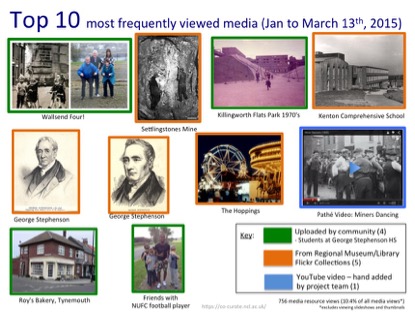 Top 10 most frequently viewed media (Jan to March 13th, 2015)
Wallsend Four!
Settlingstones Mine
Killingworth Flats Park 1970's
Kenton Comprehensive School
George Stephenson
George Stephenson
The Hoppings
Pathé Video: Miners Dancing
Roy's Bakery, Tynemouth
Friends with
NUFC football player
Key:
Uploaded by community (4)
- Students at George Stephenson HS
From Regional Museum/Library
Flickr Collections (5)
YouTube video – hand added
by project team (1)
https://co-curate.ncl.ac.uk/
756 media resource views (10.4% of all media views*)
*excludes viewing slideshows and thumbnails